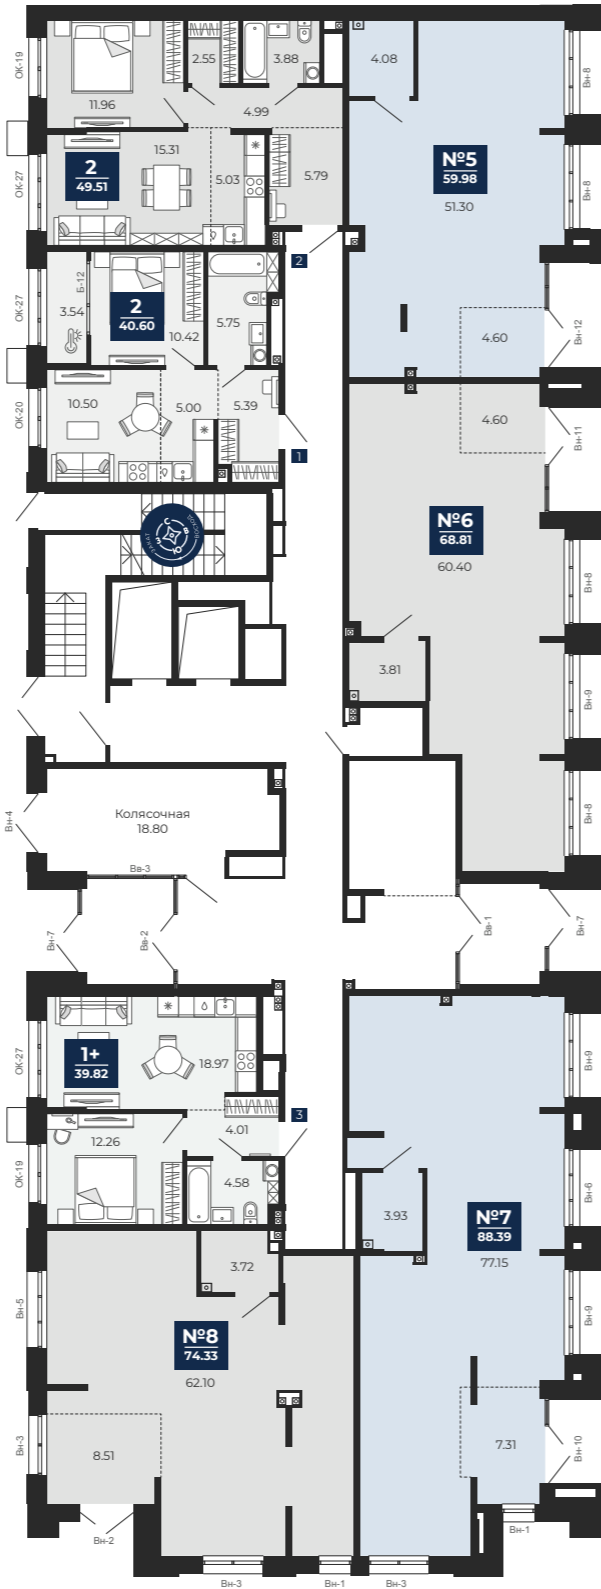 ОК-19
2.55
3.88
4.08
Вн-8
11.96
4.99
2
49.51
15.31
5.03
5.79
№5
59.98
51.30
Вн-8
ОК-27
2
Б-12
3.54
2
40.60
10.42
5.75
ОК-27
4.60
Вн-12
10.50
5.00
5.39
ОК-20
4.60
Вн-11
1
С
В
Ю
З
ВОСХОД
ЗАКАТ
№6
68.81
60.40
Вн-8
3.81
Вн-9
Колясочная
18.80
Вн-4
Вн-8
Вв-3
Вн-7
Вв-2
Вв-1
Вн-7
ОК-27
1+
39.82
18.97
Вн-9
3
12.26
4.01
ОК-19
4.58
3.93
Вн-6
№7
88.39
77.15
3.72
Вн-5
№8
74.33
62.10
Вн-9
Вн-3
8.51
7.31
Вн-10
Вн-2
Вн-1
Вн-3
Вн-1
Вн-3